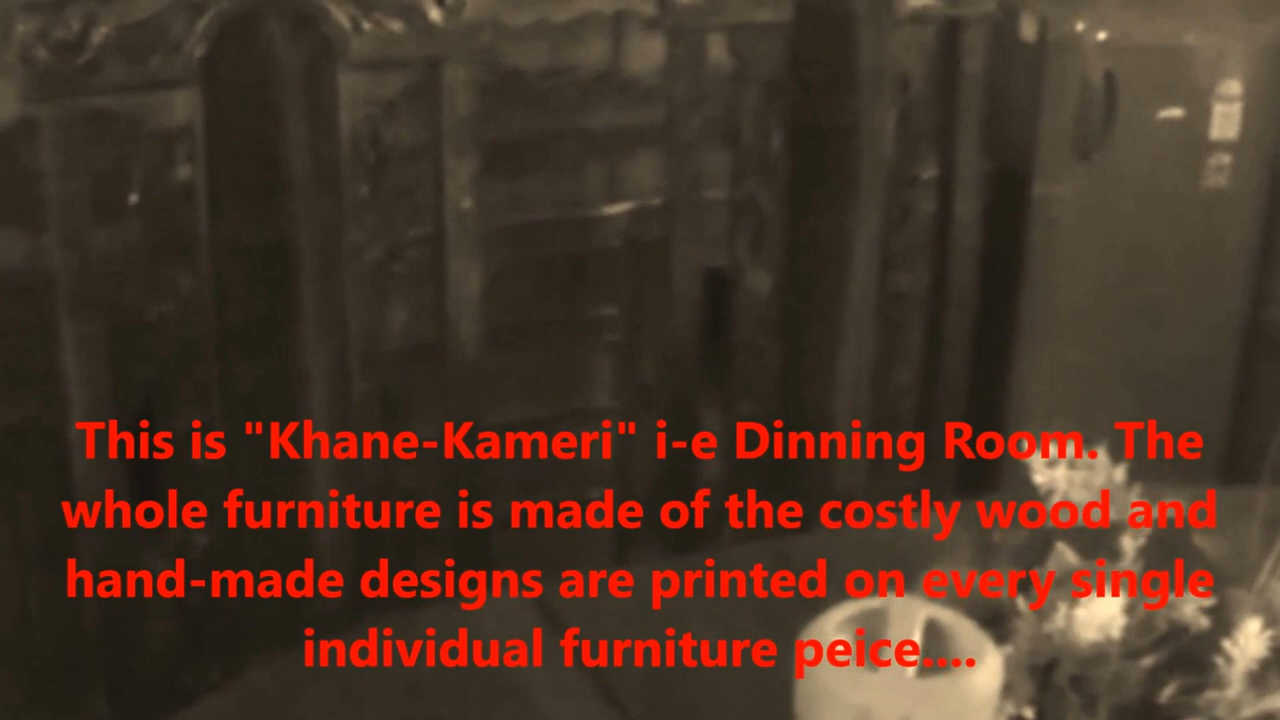 This is "Khane-Kameri" i-e Dinning Room. The
whole furniture is made of the costly wood and
hand-made designs are printed on every single
individual furniture peice....